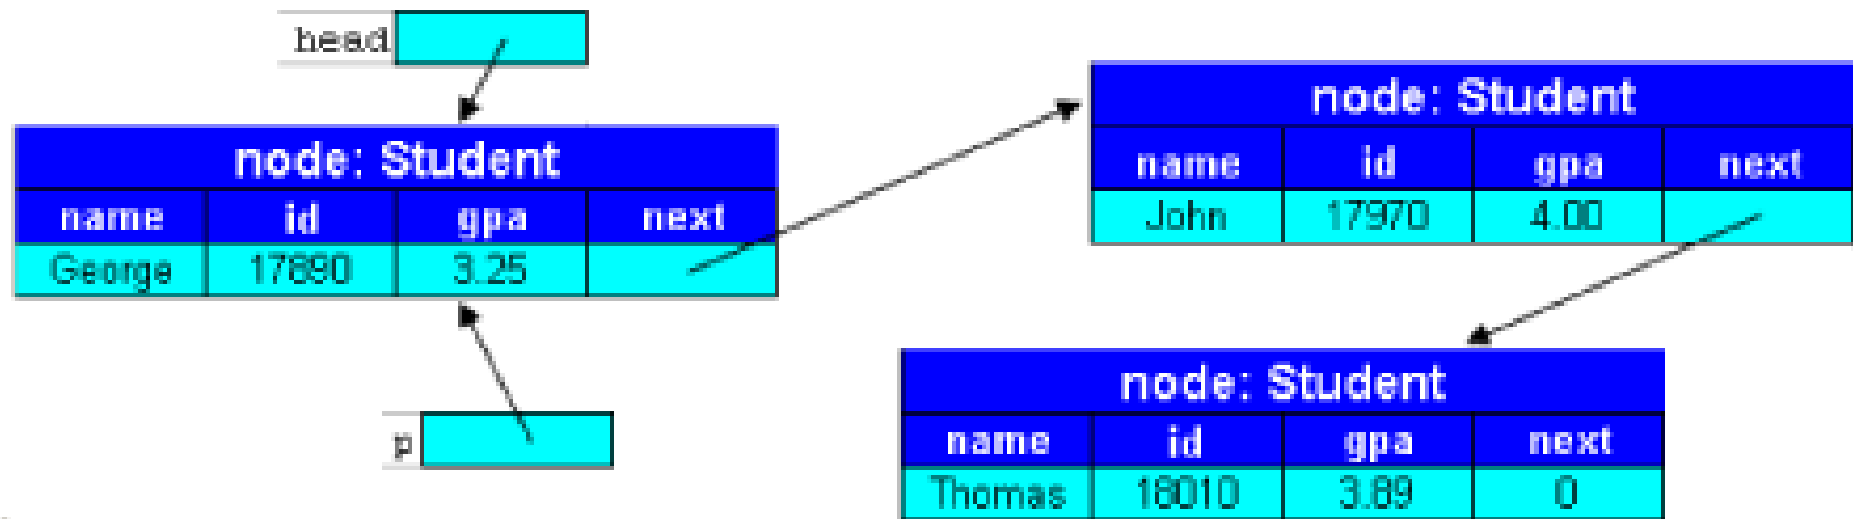 head
node: Student
name id gpa next
George 17890 3.25
p
node: Student
name id gpa next
John 17970 4.00
node: Student
name id gpa next
Thomas 18010 3.89 0